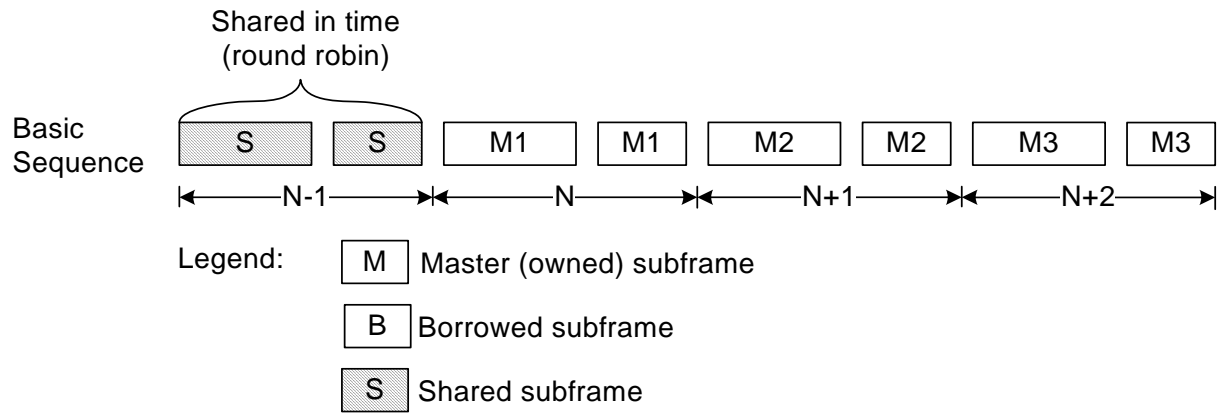 Shared in time
(round robin)
Basic
Sequence
S S M1 M1 M2 M2 M3 M3
N-1 N N+1 N+2
Legend:
M Master (owned) subframe
B Borrowed subframe
S Shared subframe